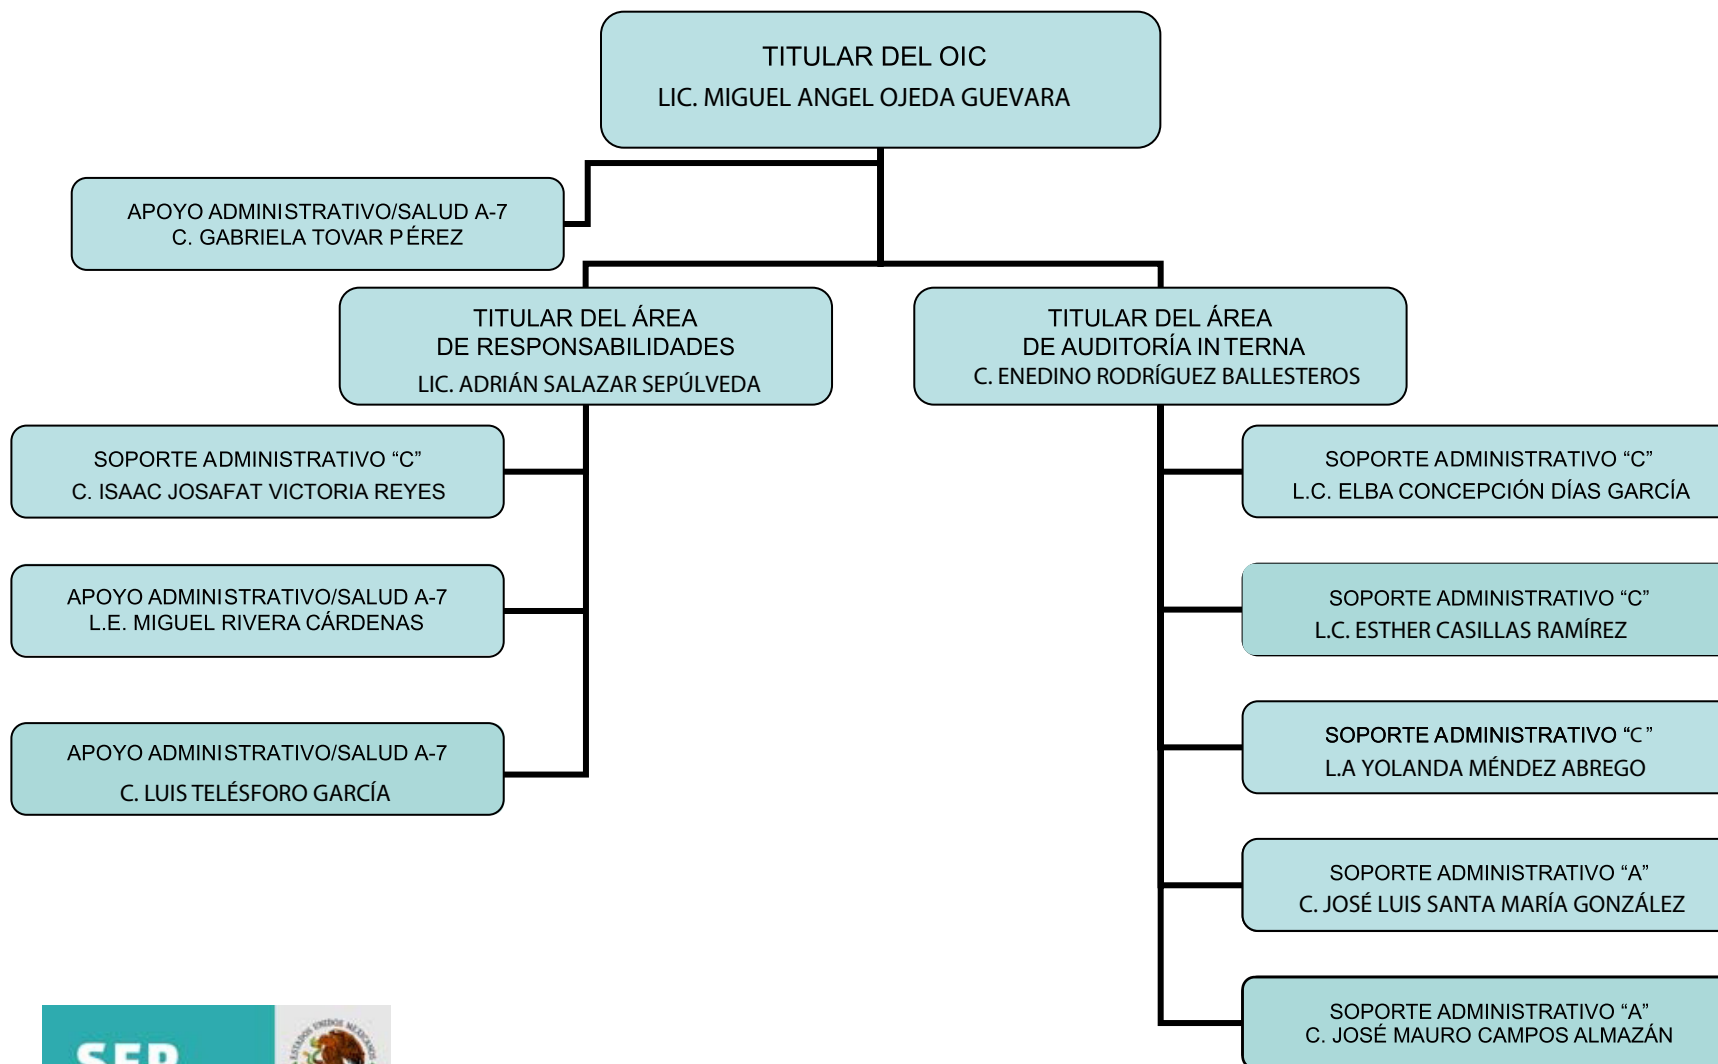 TITULAR DEL OIC
LIC. MIGUEL ANGEL OJEDA GUEVARA
APOYO ADMINISTRATIVO/SALUD A-7
C. GABRIELA TOVAR PÉREZ
TITULAR DEL ÁREA
DE RESPONSABILIDADES
LIC. ADRIÁN SALAZAR SEPÚLVEDA
TITULAR DEL ÁREA
DE AUDITORÍA INTERNA
C. ENEDINO RODRÍGUEZ BALLESTEROS
SOPORTE ADMINISTRATIVO “C”
C. ISAAC JOSAFAT VICTORIA REYES
APOYO ADMINISTRATIVO/SALUD A-7
L.E. MIGUEL RIVERA CÁRDENAS
APOYO ADMINISTRATIVO/SALUD A-7
C. LUIS TELÉSFORO GARCÍA
SOPORTE ADMINISTRATIVO “C”
L.C. ELBA CONCEPCIÓN DÍAS GARCÍA
SOPORTE ADMINISTRATIVO “C”
L.C. ESTHER CASILLAS RAMÍREZ
SOPORTE ADMINISTRATIVO “C”
L.A YOLANDA MÉNDEZ ABREGO
SOPORTE ADMINISTRATIVO “A”
C. JOSÉ LUIS SANTA MARÍA GONZÁLEZ
SOPORTE ADMINISTRATIVO “A”
C. JOSÉ MAURO CAMPOS ALMAZÁN
SEP
ESTADOS UNIDOS MEXICANOS